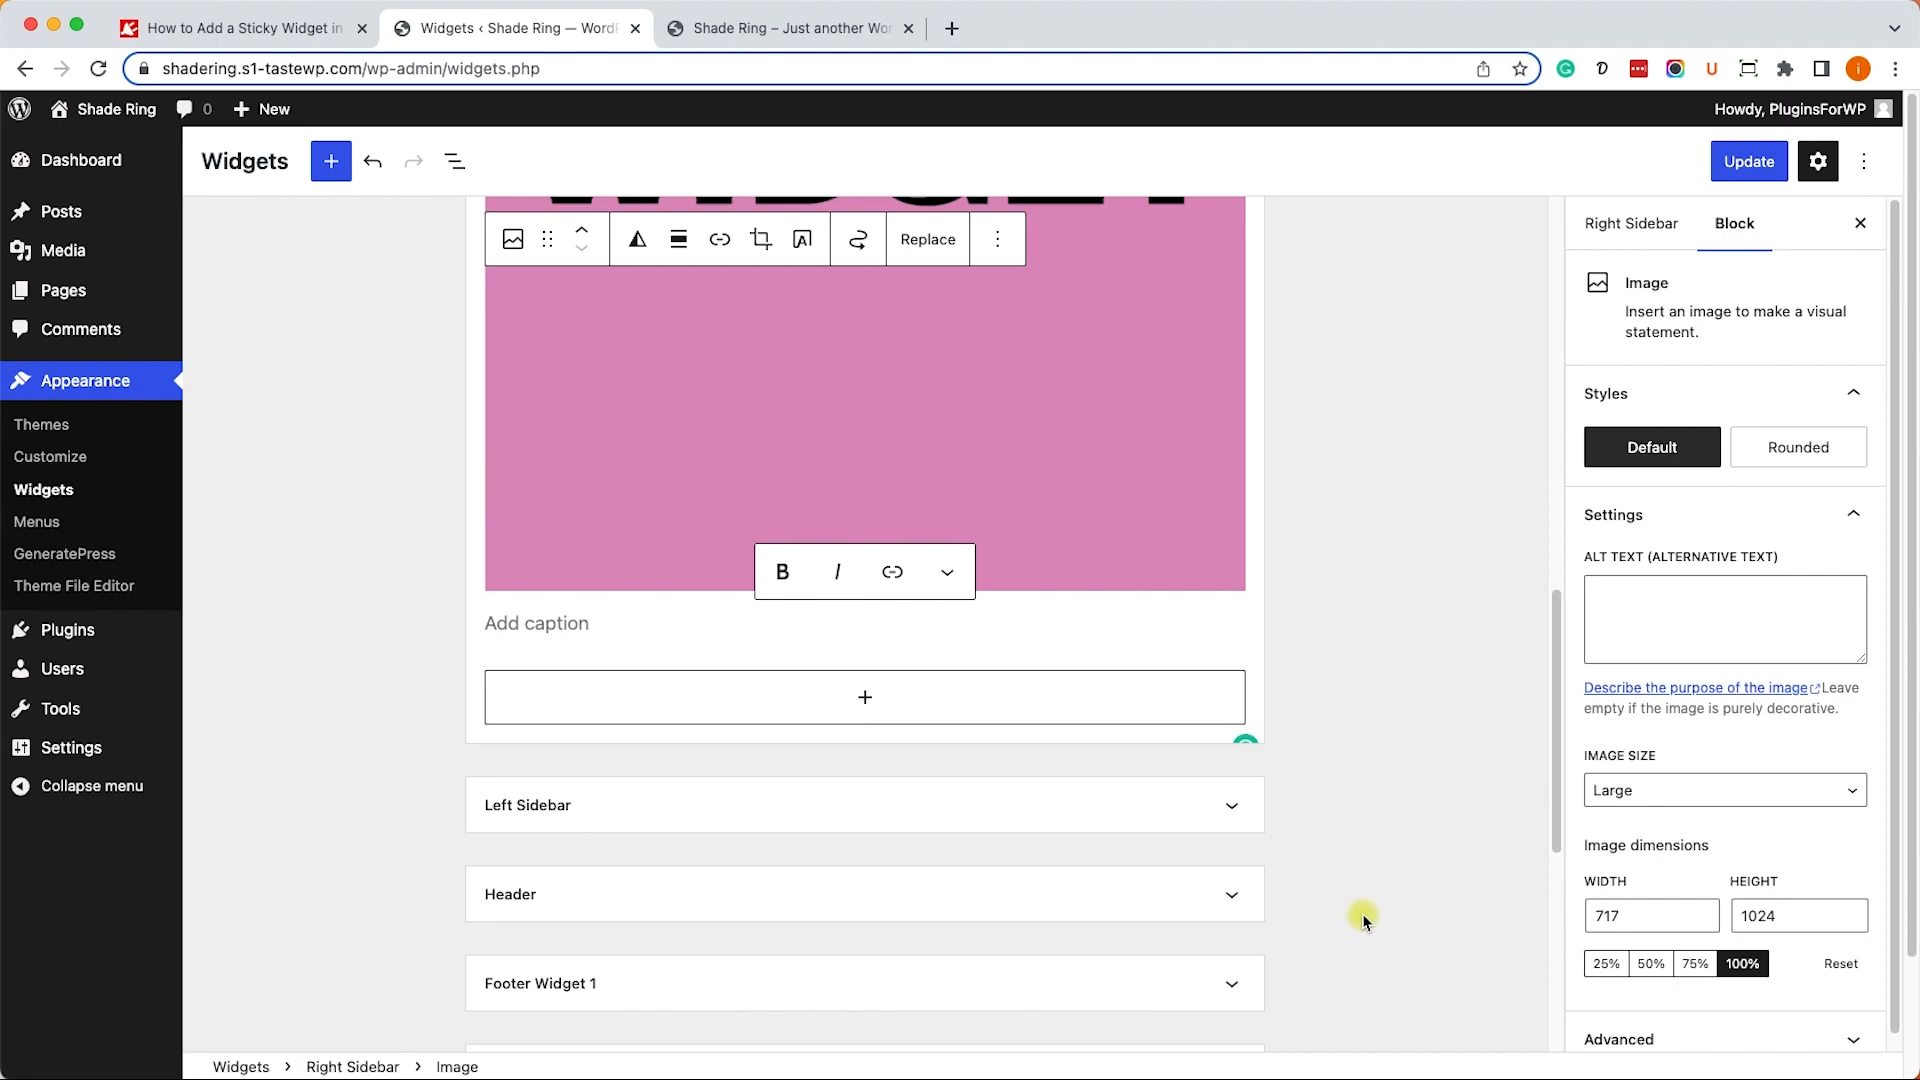 How to Add a Sticky Widget in
Widgets ‹ Shade Ring — WordP
Shade Ring – Just another Wor
shadering.s1-tastewp.com/wp-admin/widgets.php
Shade Ring
0
New
Howdy, PluginsForWP
Dashboard
Posts
Media
Pages
Comments
Appearance
Themes
Customize
Widgets
Menus
GeneratePress
Theme File Editor
Plugins
Users
Tools
Settings
Collapse menu
Widgets
Update
Replace
B I
Add caption
Left Sidebar
Header
Footer Widget 1
Right Sidebar
Block
Image
Insert an image to make a visual
statement.
Styles
Default
Rounded
Settings
ALT TEXT (ALTERNATIVE TEXT)
Describe the purpose of the image Leave
empty if the image is purely decorative.
IMAGE SIZE
Large
Image dimensions
WIDTH
HEIGHT
717
1024
25% 50% 75% 100%
Reset
Advanced
Widgets › Right Sidebar › Image